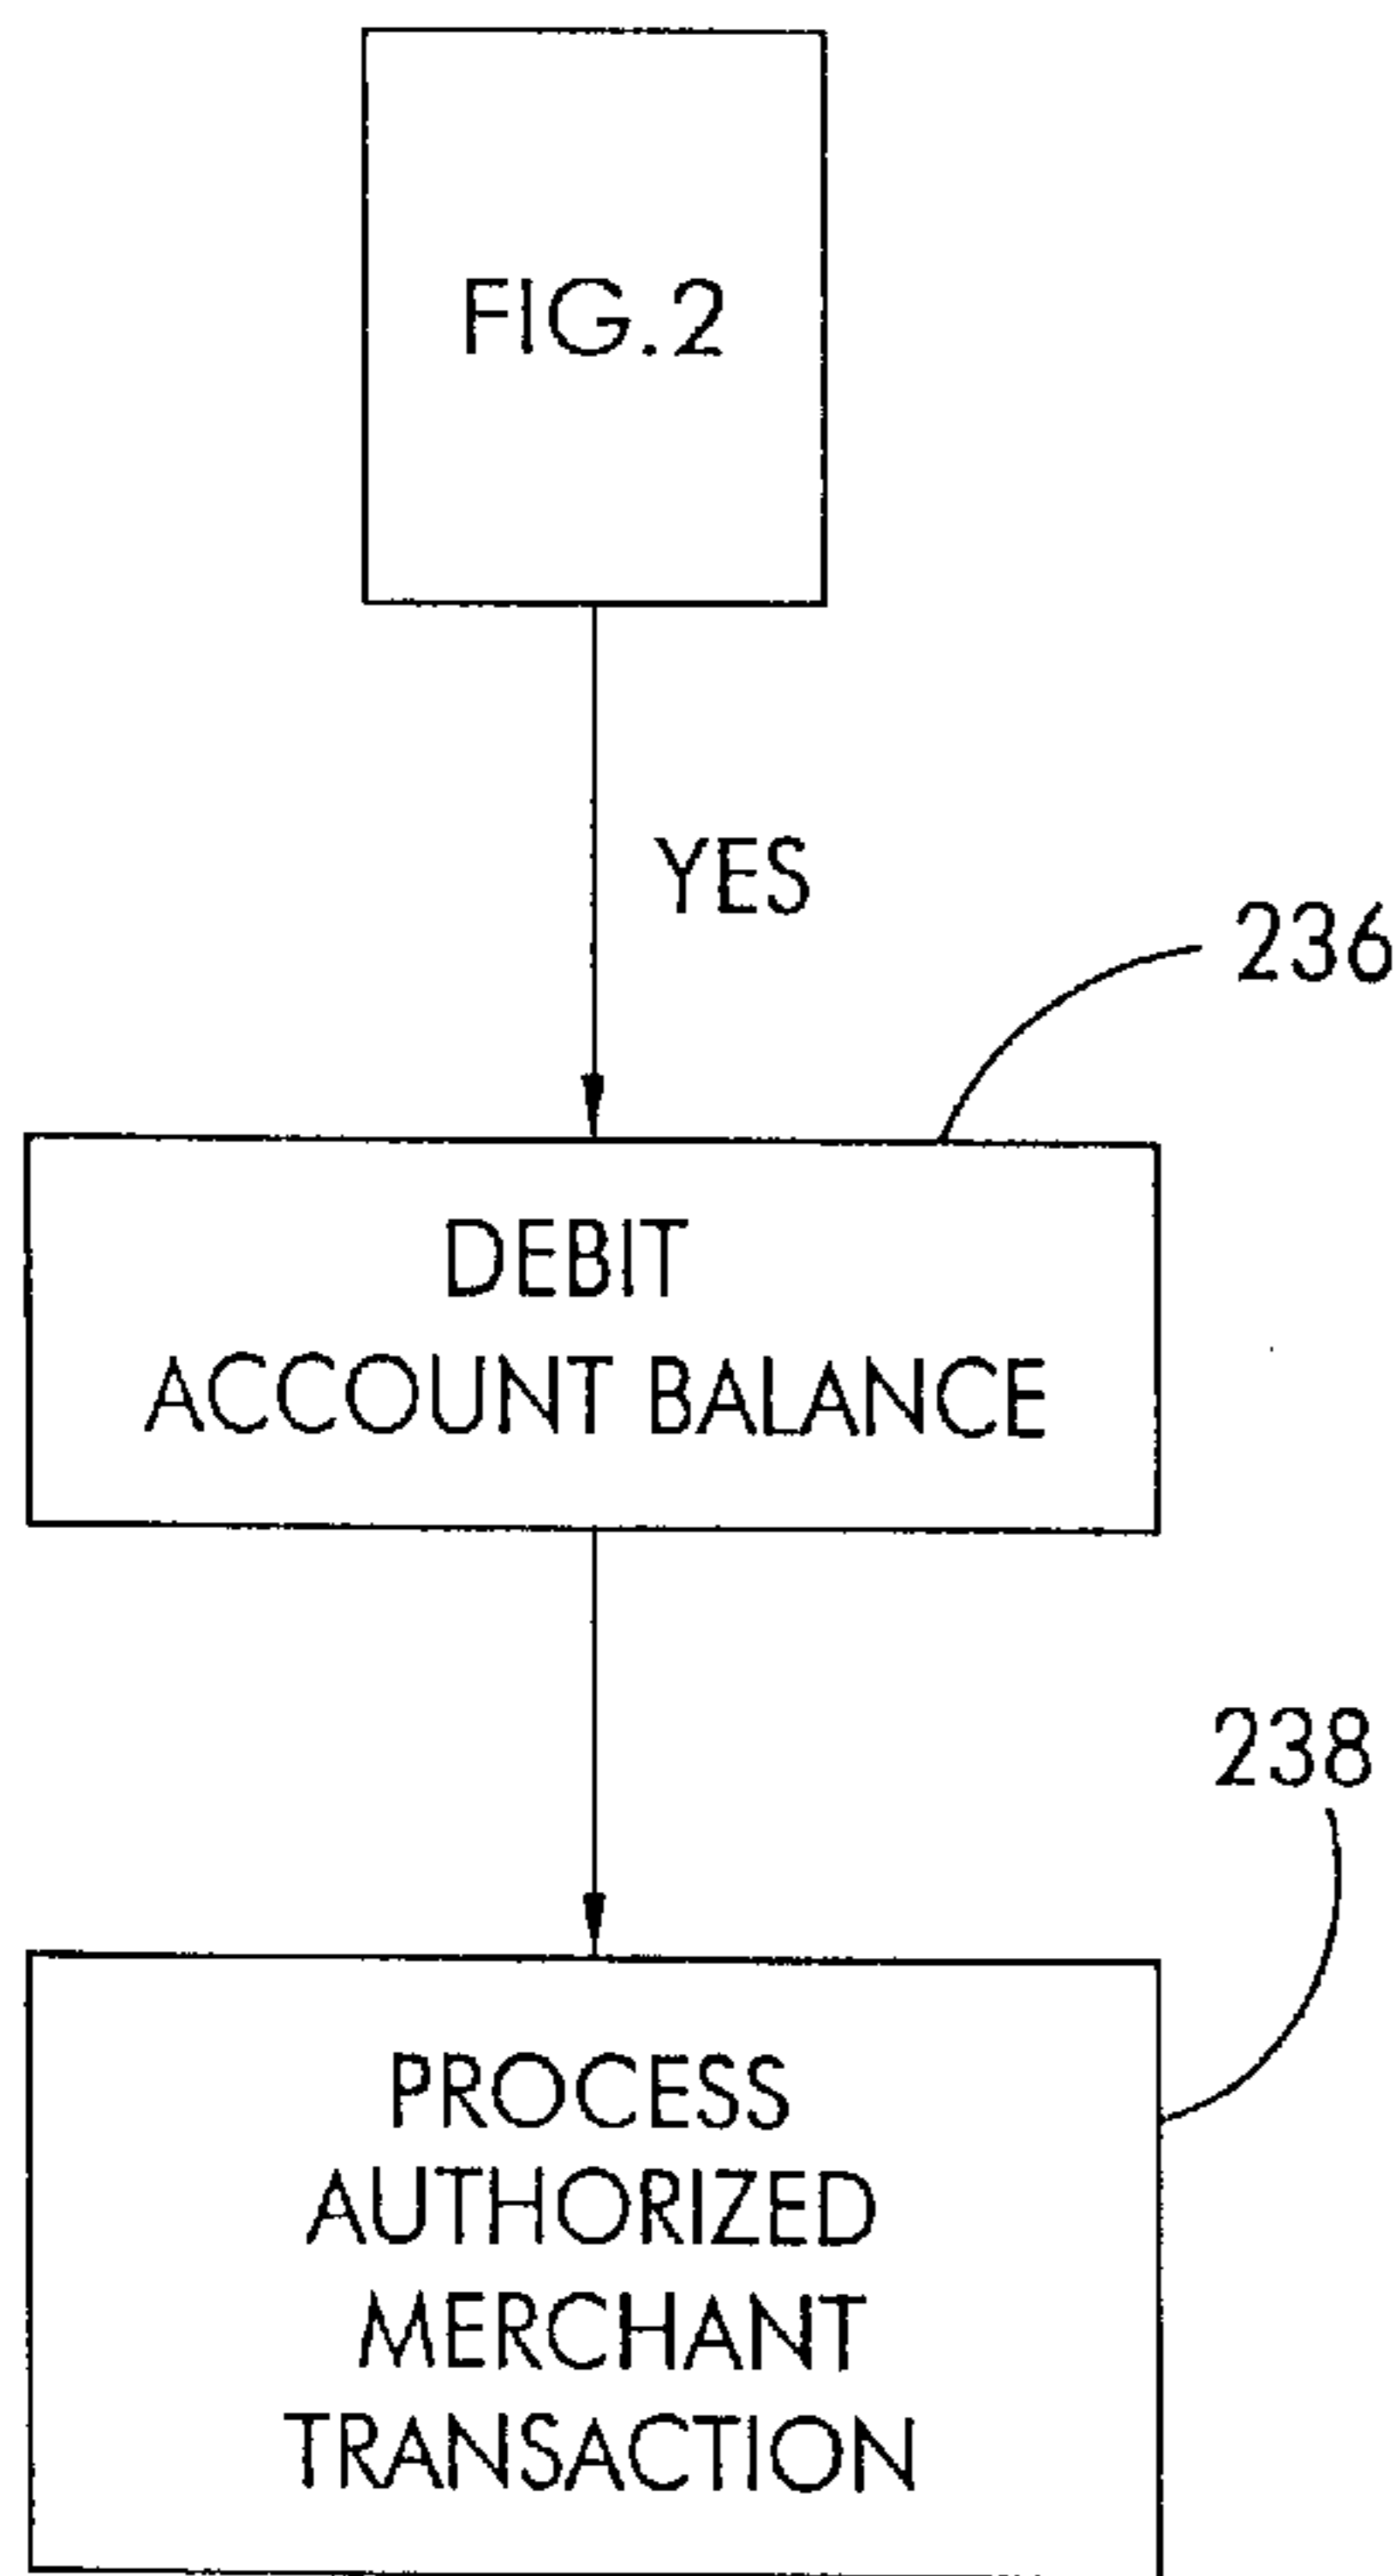 FIG.2
YES
236
DEBIT
ACCOUNT BALANCE
238
PROCESS
AUTHORIZED
MERCHANT
TRANSACTION